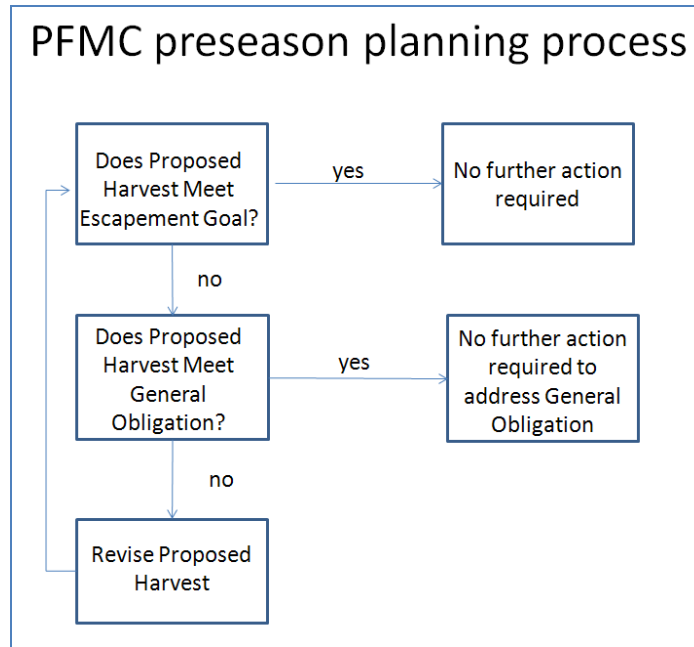 PFMC preseason planning process
Does Proposed
Harvest Meet
Escapement Goal?
yes
No further action
required
no
Does Proposed
Harvest Meet
General
Obligation?
yes
No further action
required to
address General
Obligation
no
Revise Proposed
Harvest